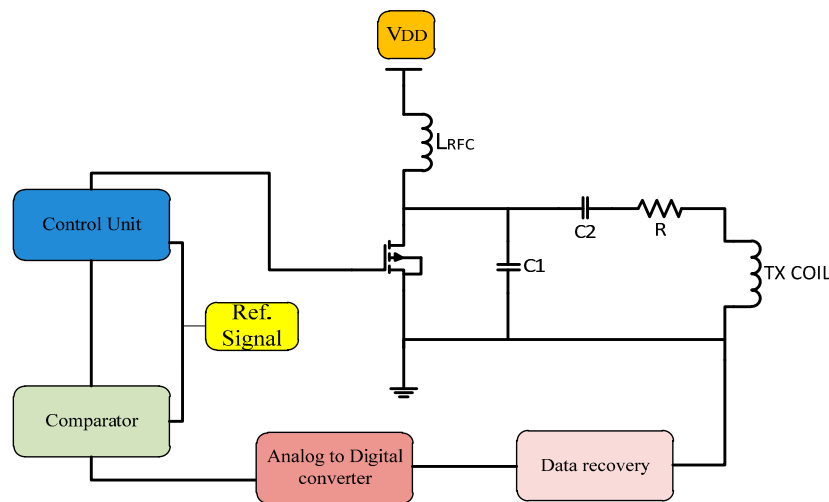 VDD
LRFC
Control Unit
C2
R
C1
TX COIL
Ref.
Signal
Comparator
Analog to Digital
converter
Data recovery